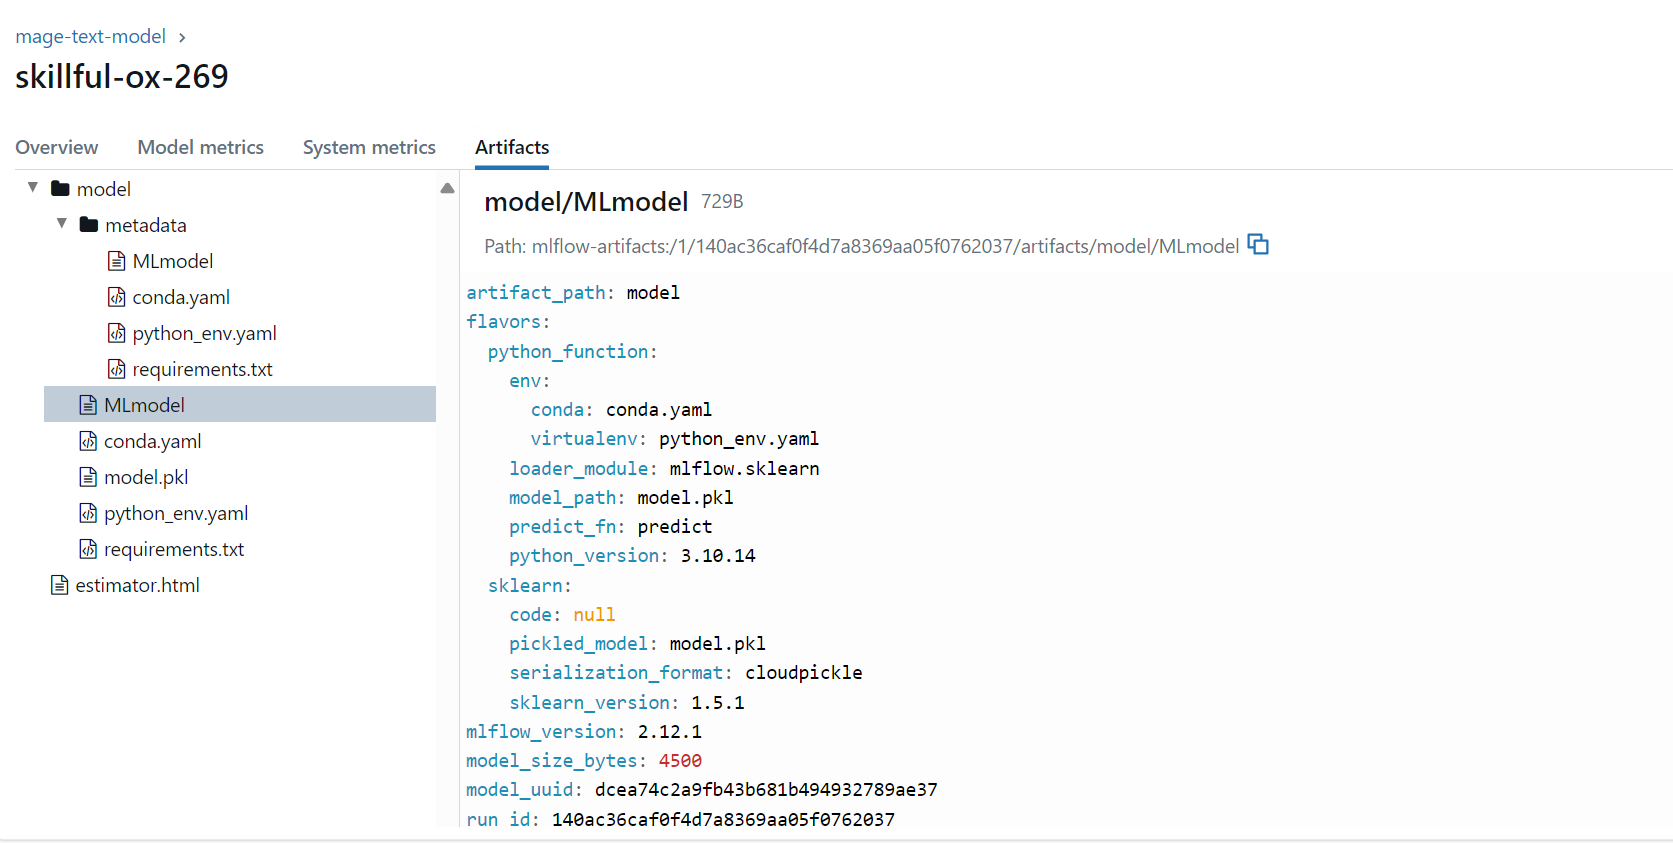 mage-text-model >
skillful-ox-269
Overview Model metrics System metrics Artifacts
model
metadata
MLmodel
conda.yaml
python_env.yaml
requirements.txt
MLmodel
conda.yaml
model.pkl
python_env.yaml
requirements.txt
estimator.html
model/MLmodel 729B
Path: mlflow-artifacts:/1/140ac36caf0f4d7a8369aa05f0762037/artifacts/model/MLmodel
artifact_path: model
flavors:
  python_function:
    env:
      conda: conda.yaml
      virtualenv: python_env.yaml
    loader_module: mlflow.sklearn
    model_path: model.pkl
    predict_fn: predict
    python_version: 3.10.14
  sklearn:
    code: null
    pickled_model: model.pkl
    serialization_format: cloudpickle
    sklearn_version: 1.5.1
mlflow_version: 2.12.1
model_size_bytes: 4500
model_uuid: dcea74c2a9fb43b681b494932789ae37
run_id: 140ac36caf0f4d7a8369aa05f0762037